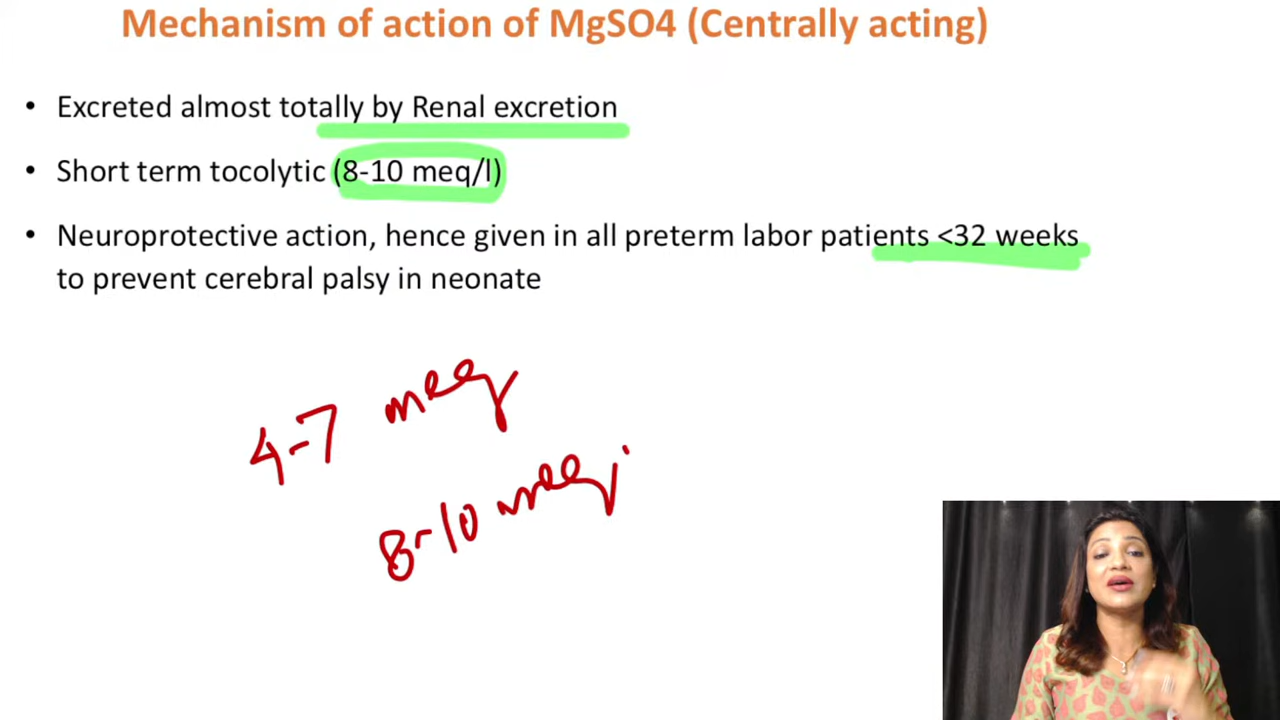 Mechanism of action of MgSO4 (Centrally acting)
• Excreted almost totally by Renal excretion
• Short term tocolytic (8-10 meq/l)
• Neuroprotective action, hence given in all preterm labor patients <32 weeks
to prevent cerebral palsy in neonate
4-7 meq
8-10 meq